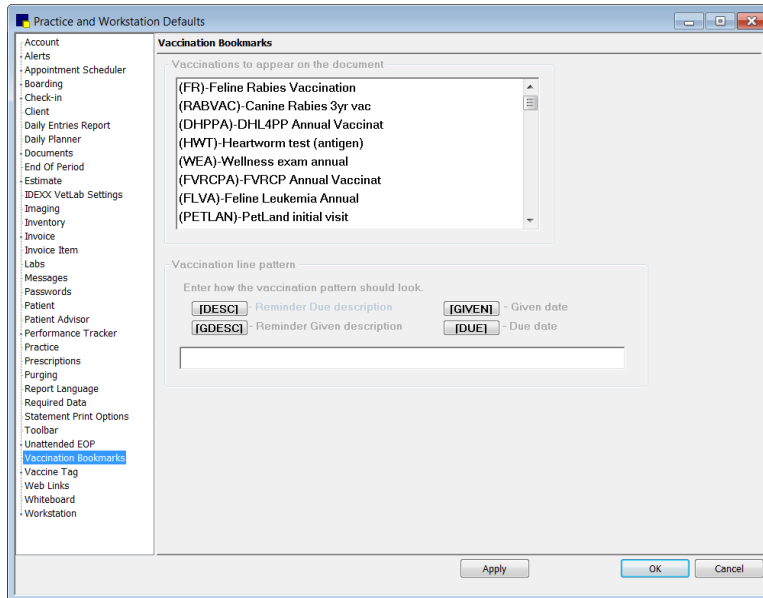 Practice and Workstation Defaults
Account
Alerts
Appointment Scheduler
Boarding
Check-in
Client
Daily Entries Report
Daily Planner
Documents
End Of Period
Estimate
IDEXX VetLab Settings
Imaging
Inventory
Invoice
Invoice Item
Labs
Messages
Passwords
Patient
Patient Advisor
Performance Tracker
Practice
Prescriptions
Purging
Report Language
Required Data
Statement Print Options
Toolbar
Unattended EOP
Vaccination Bookmarks
Vaccine Tag
Web Links
Whiteboard
Workstation
Vaccination Bookmarks
Vaccinations to appear on the document
(FR)-Feline Rabies Vaccination
(RABVAC)-Canine Rabies 3yr vac
(DHPPA)-DHL4PP Annual Vaccinat
(HWT)-Heartworm test (antigen)
(WEA)-Wellness exam annual
(FVRCPA)-FVRCP Annual Vaccinat
(FLVA)-Feline Leukemia Annual
(PETLAN)-PetLand initial visit
Vaccination line pattern
Enter how the vaccination pattern should look.
[DESC] - Reminder Due description [GIVEN] - Given date
[GDESC] - Reminder Given description [DUE] - Due date
Apply OK Cancel